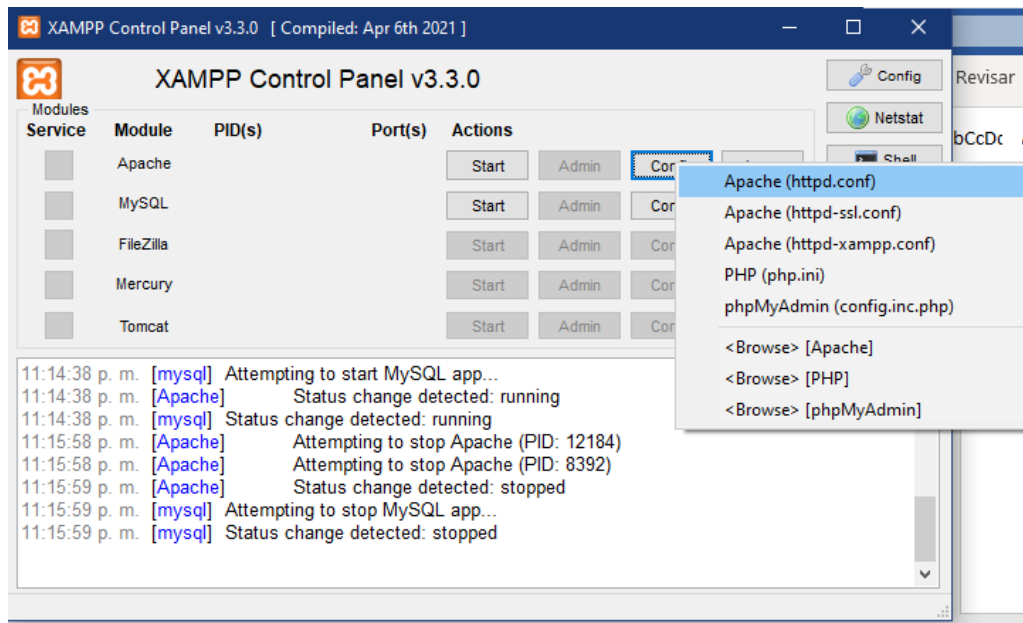 XAMPP Control Panel v3.3.0 [ Compiled: Apr 6th 2021 ]
XAMPP Control Panel v3.3.0
Config
Revisar
Modules
Netstat
Service Module PID(s) Port(s) Actions
bCcDc
Shell
Apache Start Admin
MySQL Start Admin
FileZilla Start Admin
Mercury Start Admin
Tomcat Start Admin
Apache (httpd.conf)
Apache (httpd-ssl.conf)
Apache (httpd-xampp.conf)
PHP (php.ini)
phpMyAdmin (config.inc.php)
<Browse> [Apache]
<Browse> [PHP]
<Browse> [phpMyAdmin]
11:14:38 p. m. [mysql] Attempting to start MySQL app...
11:14:38 p. m. [Apache] Status change detected: running
11:14:38 p. m. [mysql] Status change detected: running
11:15:58 p. m. [Apache] Attempting to stop Apache (PID: 12184)
11:15:58 p. m. [Apache] Attempting to stop Apache (PID: 8392)
11:15:59 p. m. [Apache] Status change detected: stopped
11:15:59 p. m. [mysql] Attempting to stop MySQL app...
11:15:59 p. m. [mysql] Status change detected: stopped